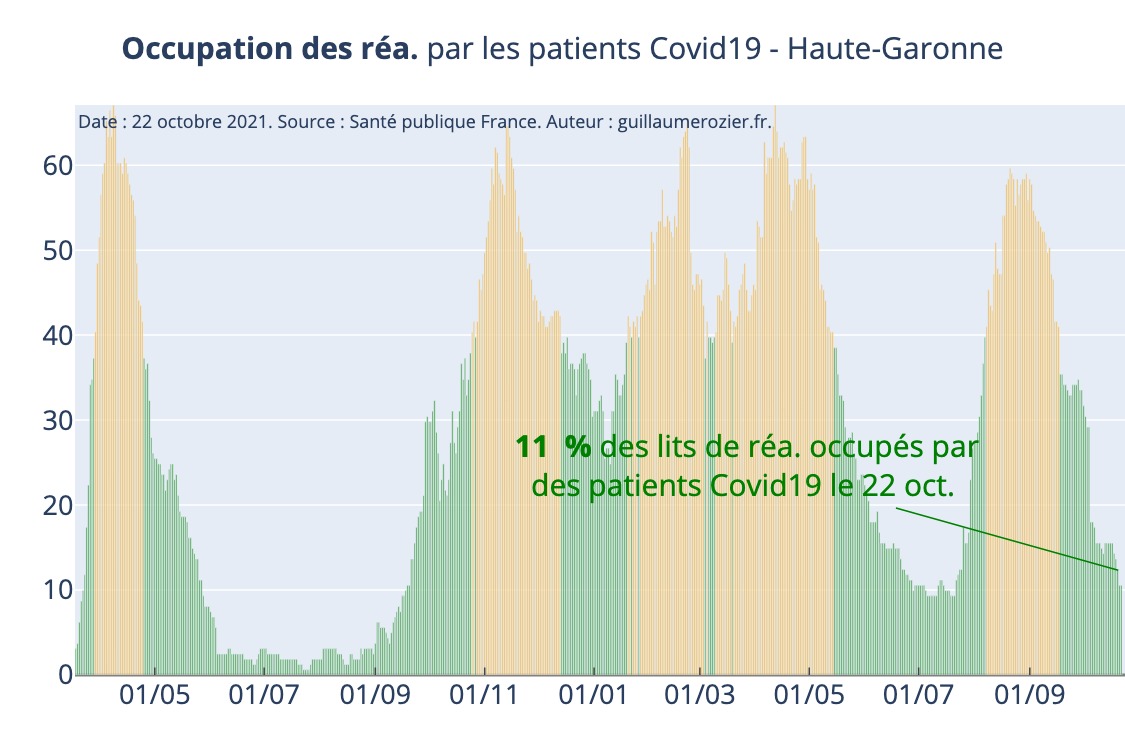 Occupation des réa. par les patients Covid19 - Haute-Garonne
Date : 22 octobre 2021. Source : Santé publique France. Auteur : guillaumerozier.fr.
60
50
40
30
11 % des lits de réa. occupés par
des patients Covid19 le 22 oct.
20
10
0
01/05 01/07 01/09 01/11 01/01 01/03 01/05 01/07 01/09